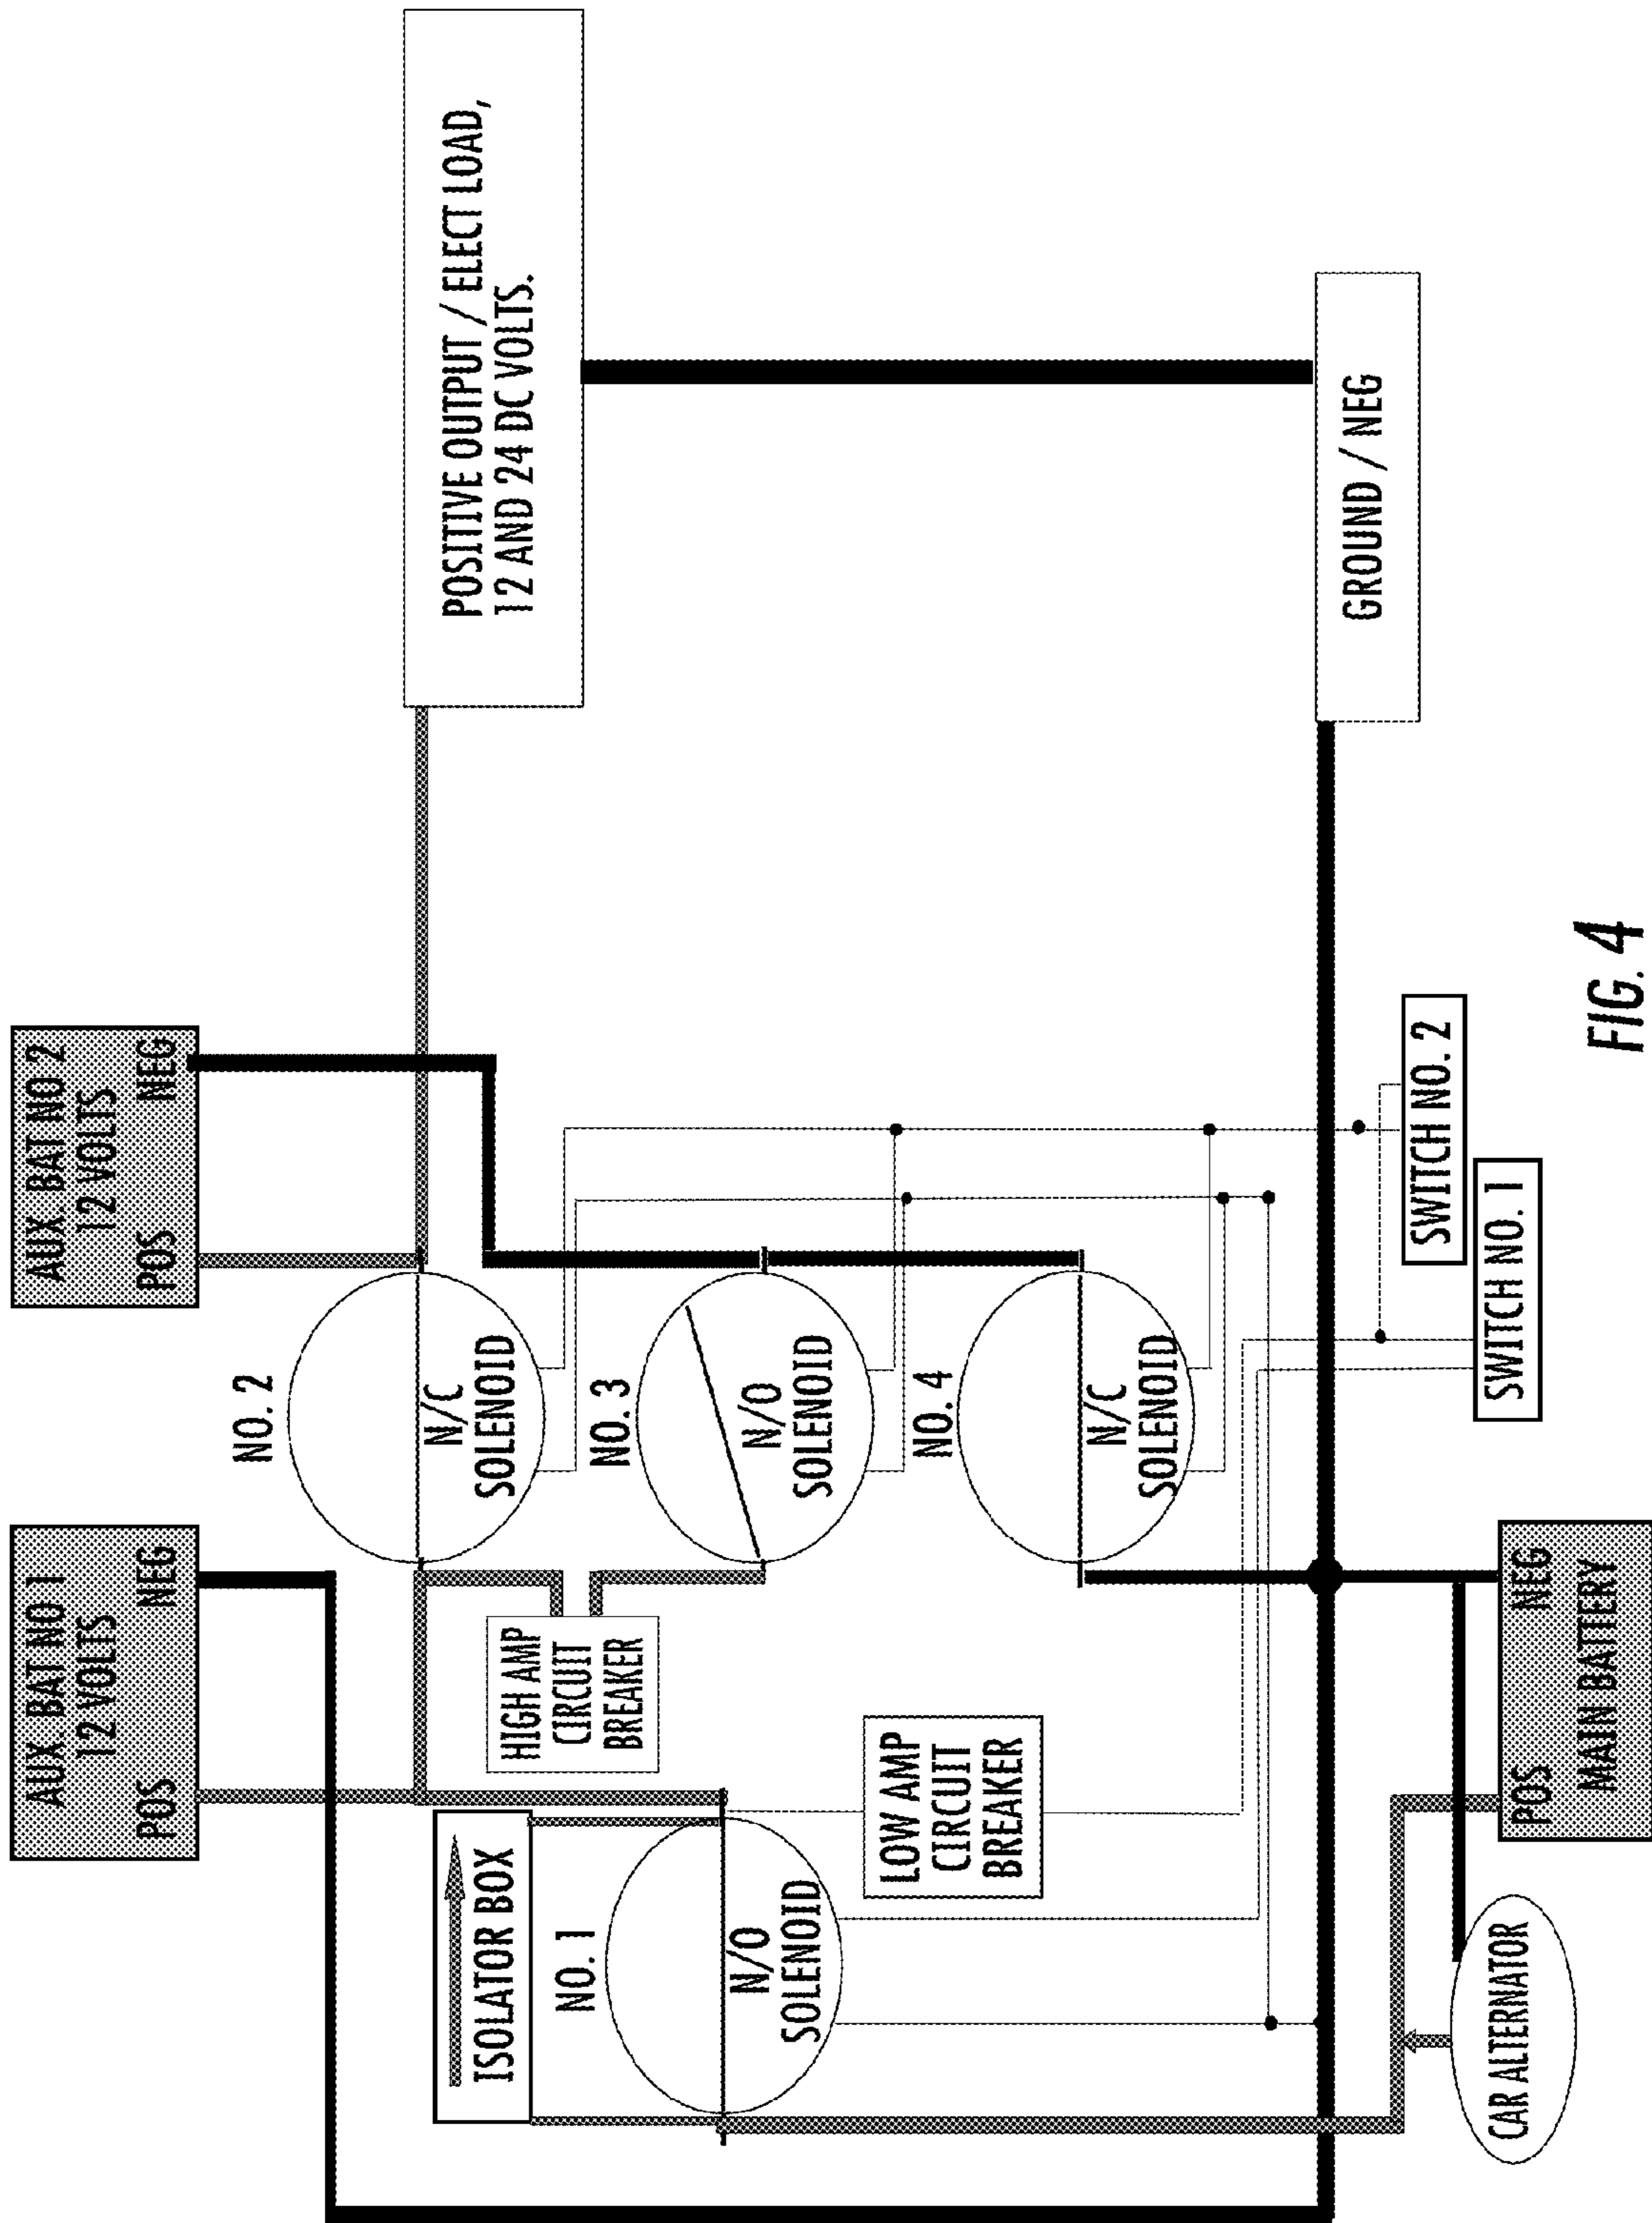 AUX. BAT NO 1
12 VOLTS
POS
NEG
AUX. BAT NO 2
12 VOLTS
POS
NEG
ISOLATOR BOX
NO. 1
N/O
SOLENOID
HIGH AMP
CIRCUIT
BREAKER
NO. 2
N/C
SOLENOID
NO. 3
N/O
SOLENOID
NO. 4
N/C
SOLENOID
LOW AMP
CIRCUIT
BREAKER
POSITIVE OUTPUT / ELECT LOAD,
12 AND 24 DC VOLTS.
GROUND / NEG
CAR ALTERNATOR
POS
NEG
MAIN BATTERY
SWITCH NO. 2
SWITCH NO. 1
FIG. 4